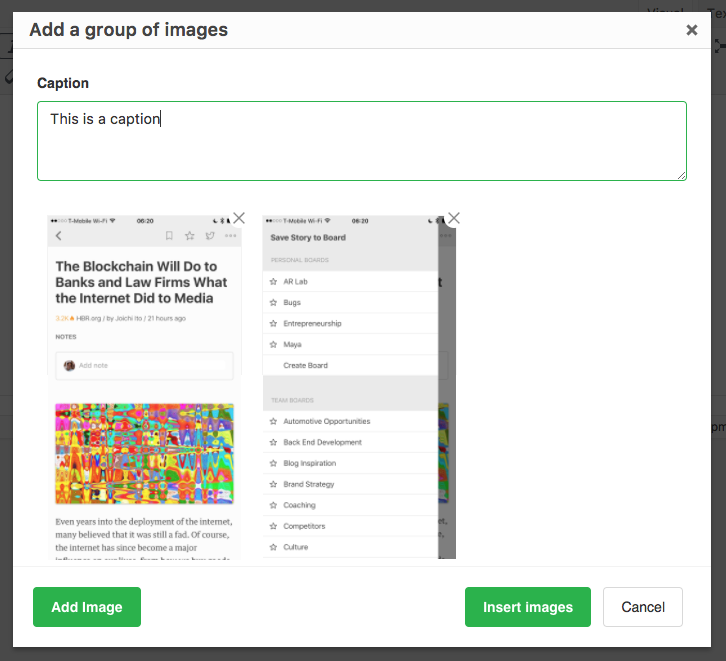 Visual
Add a group of images
Caption
This is a caption
T-Mobile Wi-Fi 06:20
The Blockchain Will Do to
Banks and Law Firms What
the Internet Did to Media
HBR.org / by Joichi Ito / 21 hours ago
NOTES
Add note
Even years into the deployment of the internet,
many believed that it was still a fad. Of course,
the internet has since become a major
T-Mobile Wi-Fi 06:20
Save Story to Board
PERSONAL BOARDS
AR Lab
Bugs
Entrepreneurship
Maya
Create Board
TEAM BOARDS
Automotive Opportunities
Back End Development
Blog Inspiration
Brand Strategy
Coaching
Competitors
Culture
Add Image
Insert images
Cancel